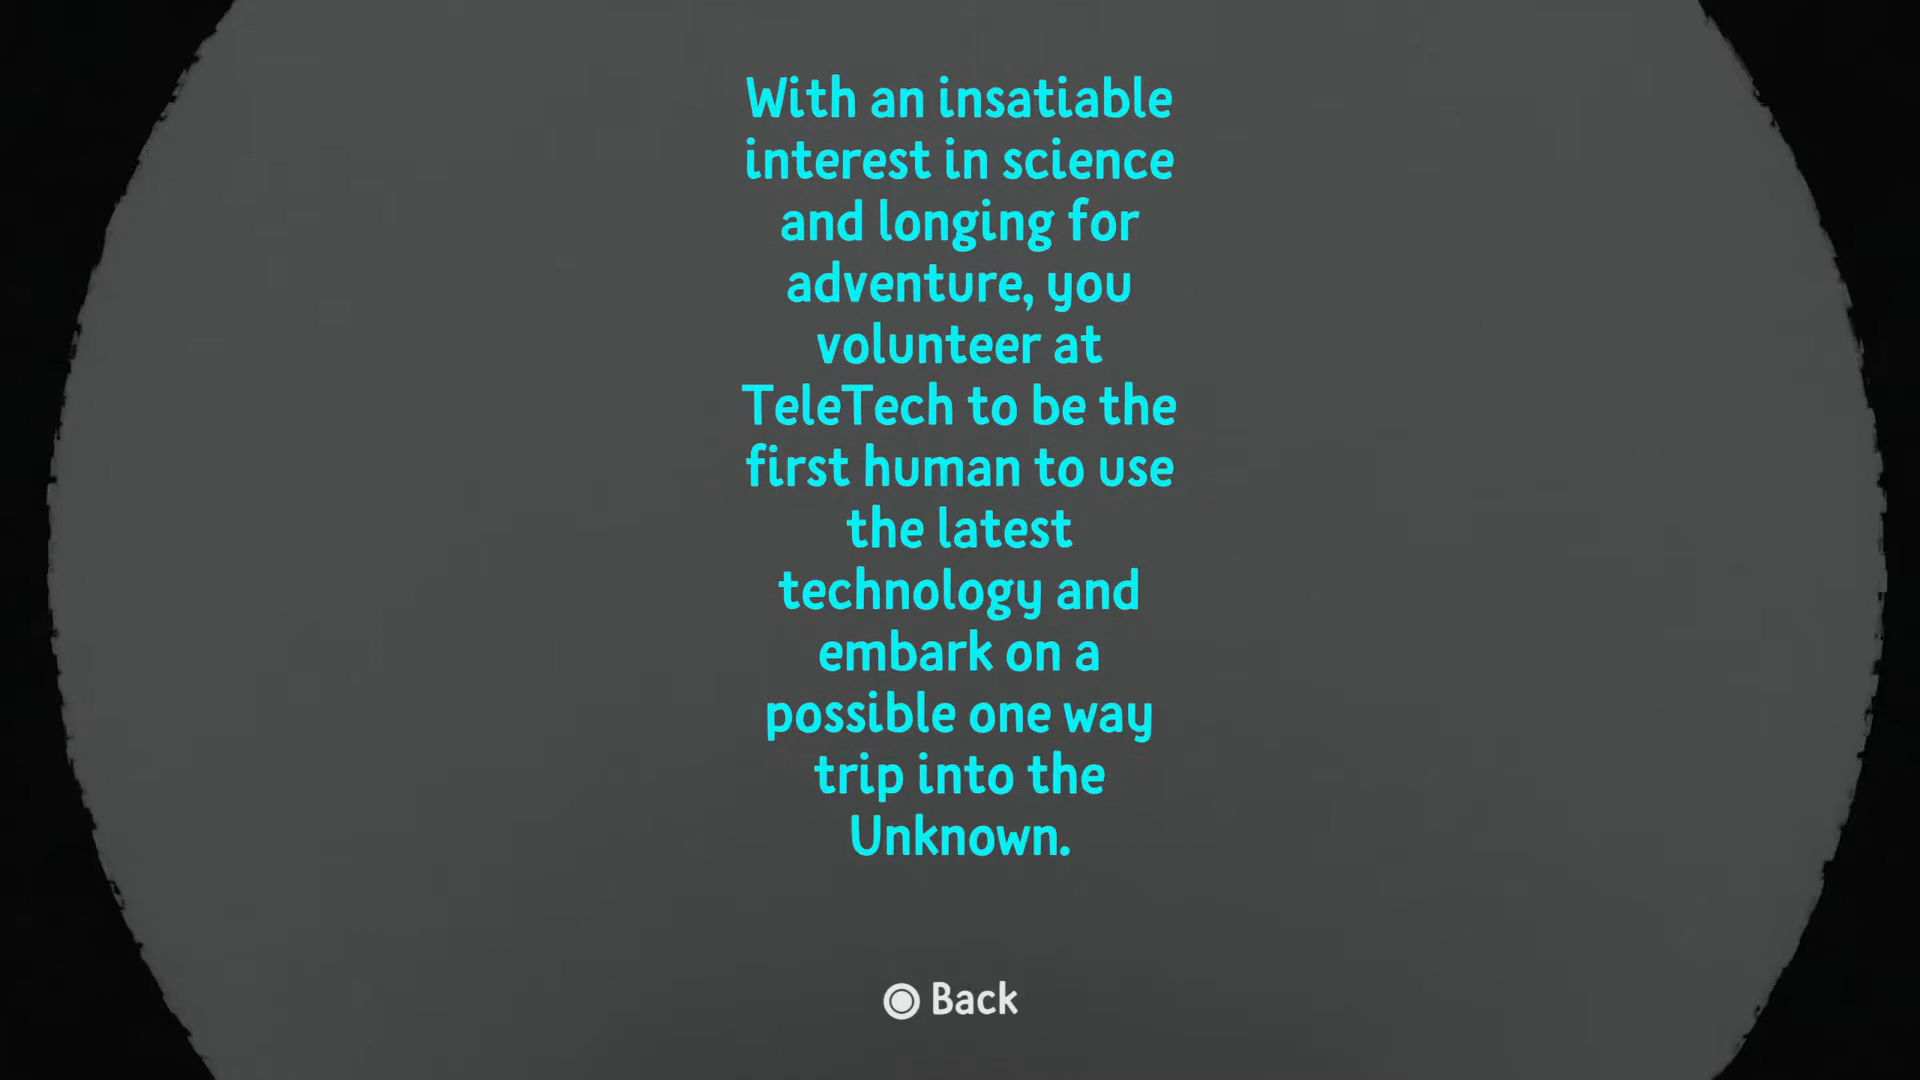 With an insatiable
interest in science
and longing for
adventure, you
volunteer at
TeleTech to be the
first human to use
the latest
technology and
embark on a
possible one way
trip into the
Unknown.
Back